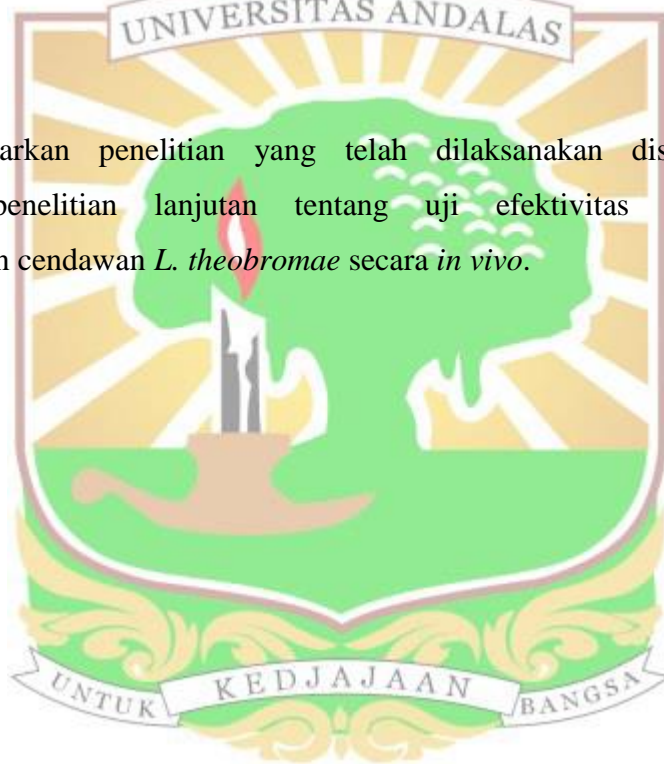 UNIVERSITAS ANDALAS
arkan penelitian yang telah dilaksanakan dis
penelitian lanjutan tentang uji efektivitas
n cendawan L. theobromae secara in vivo.
UNTUK KEDJAJAAN BANGSA